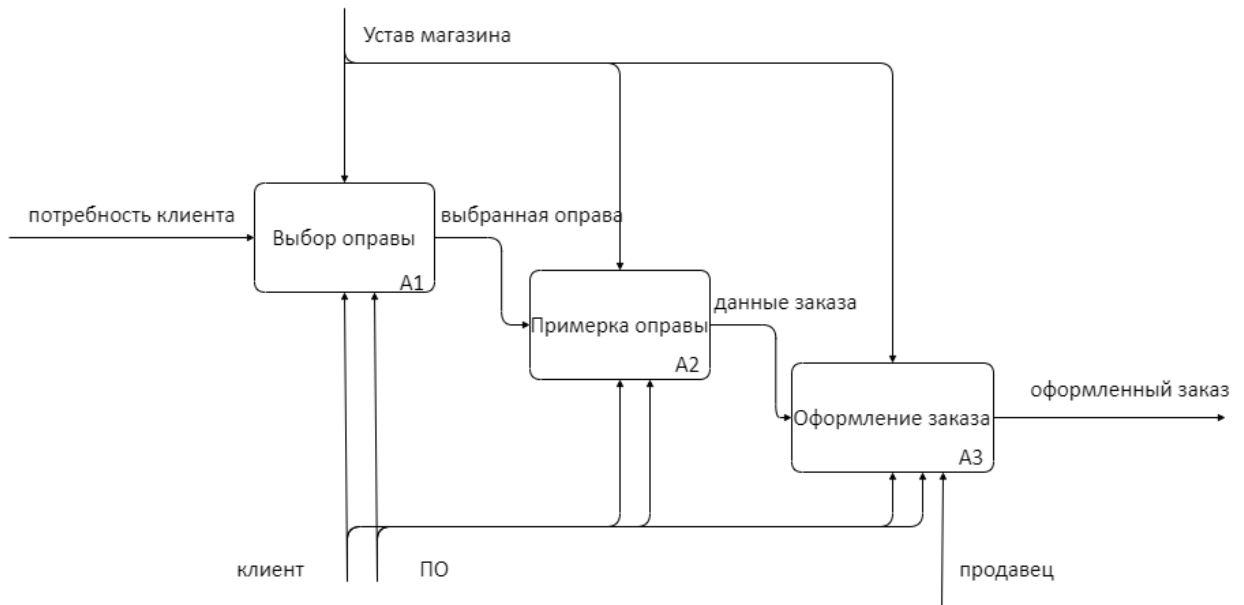 Устав магазина
потребность клиента
выбранная оправа
Выбор оправы
A1
данные заказа
Примерка оправы
A2
оформленный заказ
Оформление заказа
A3
клиент
ПО
продавец